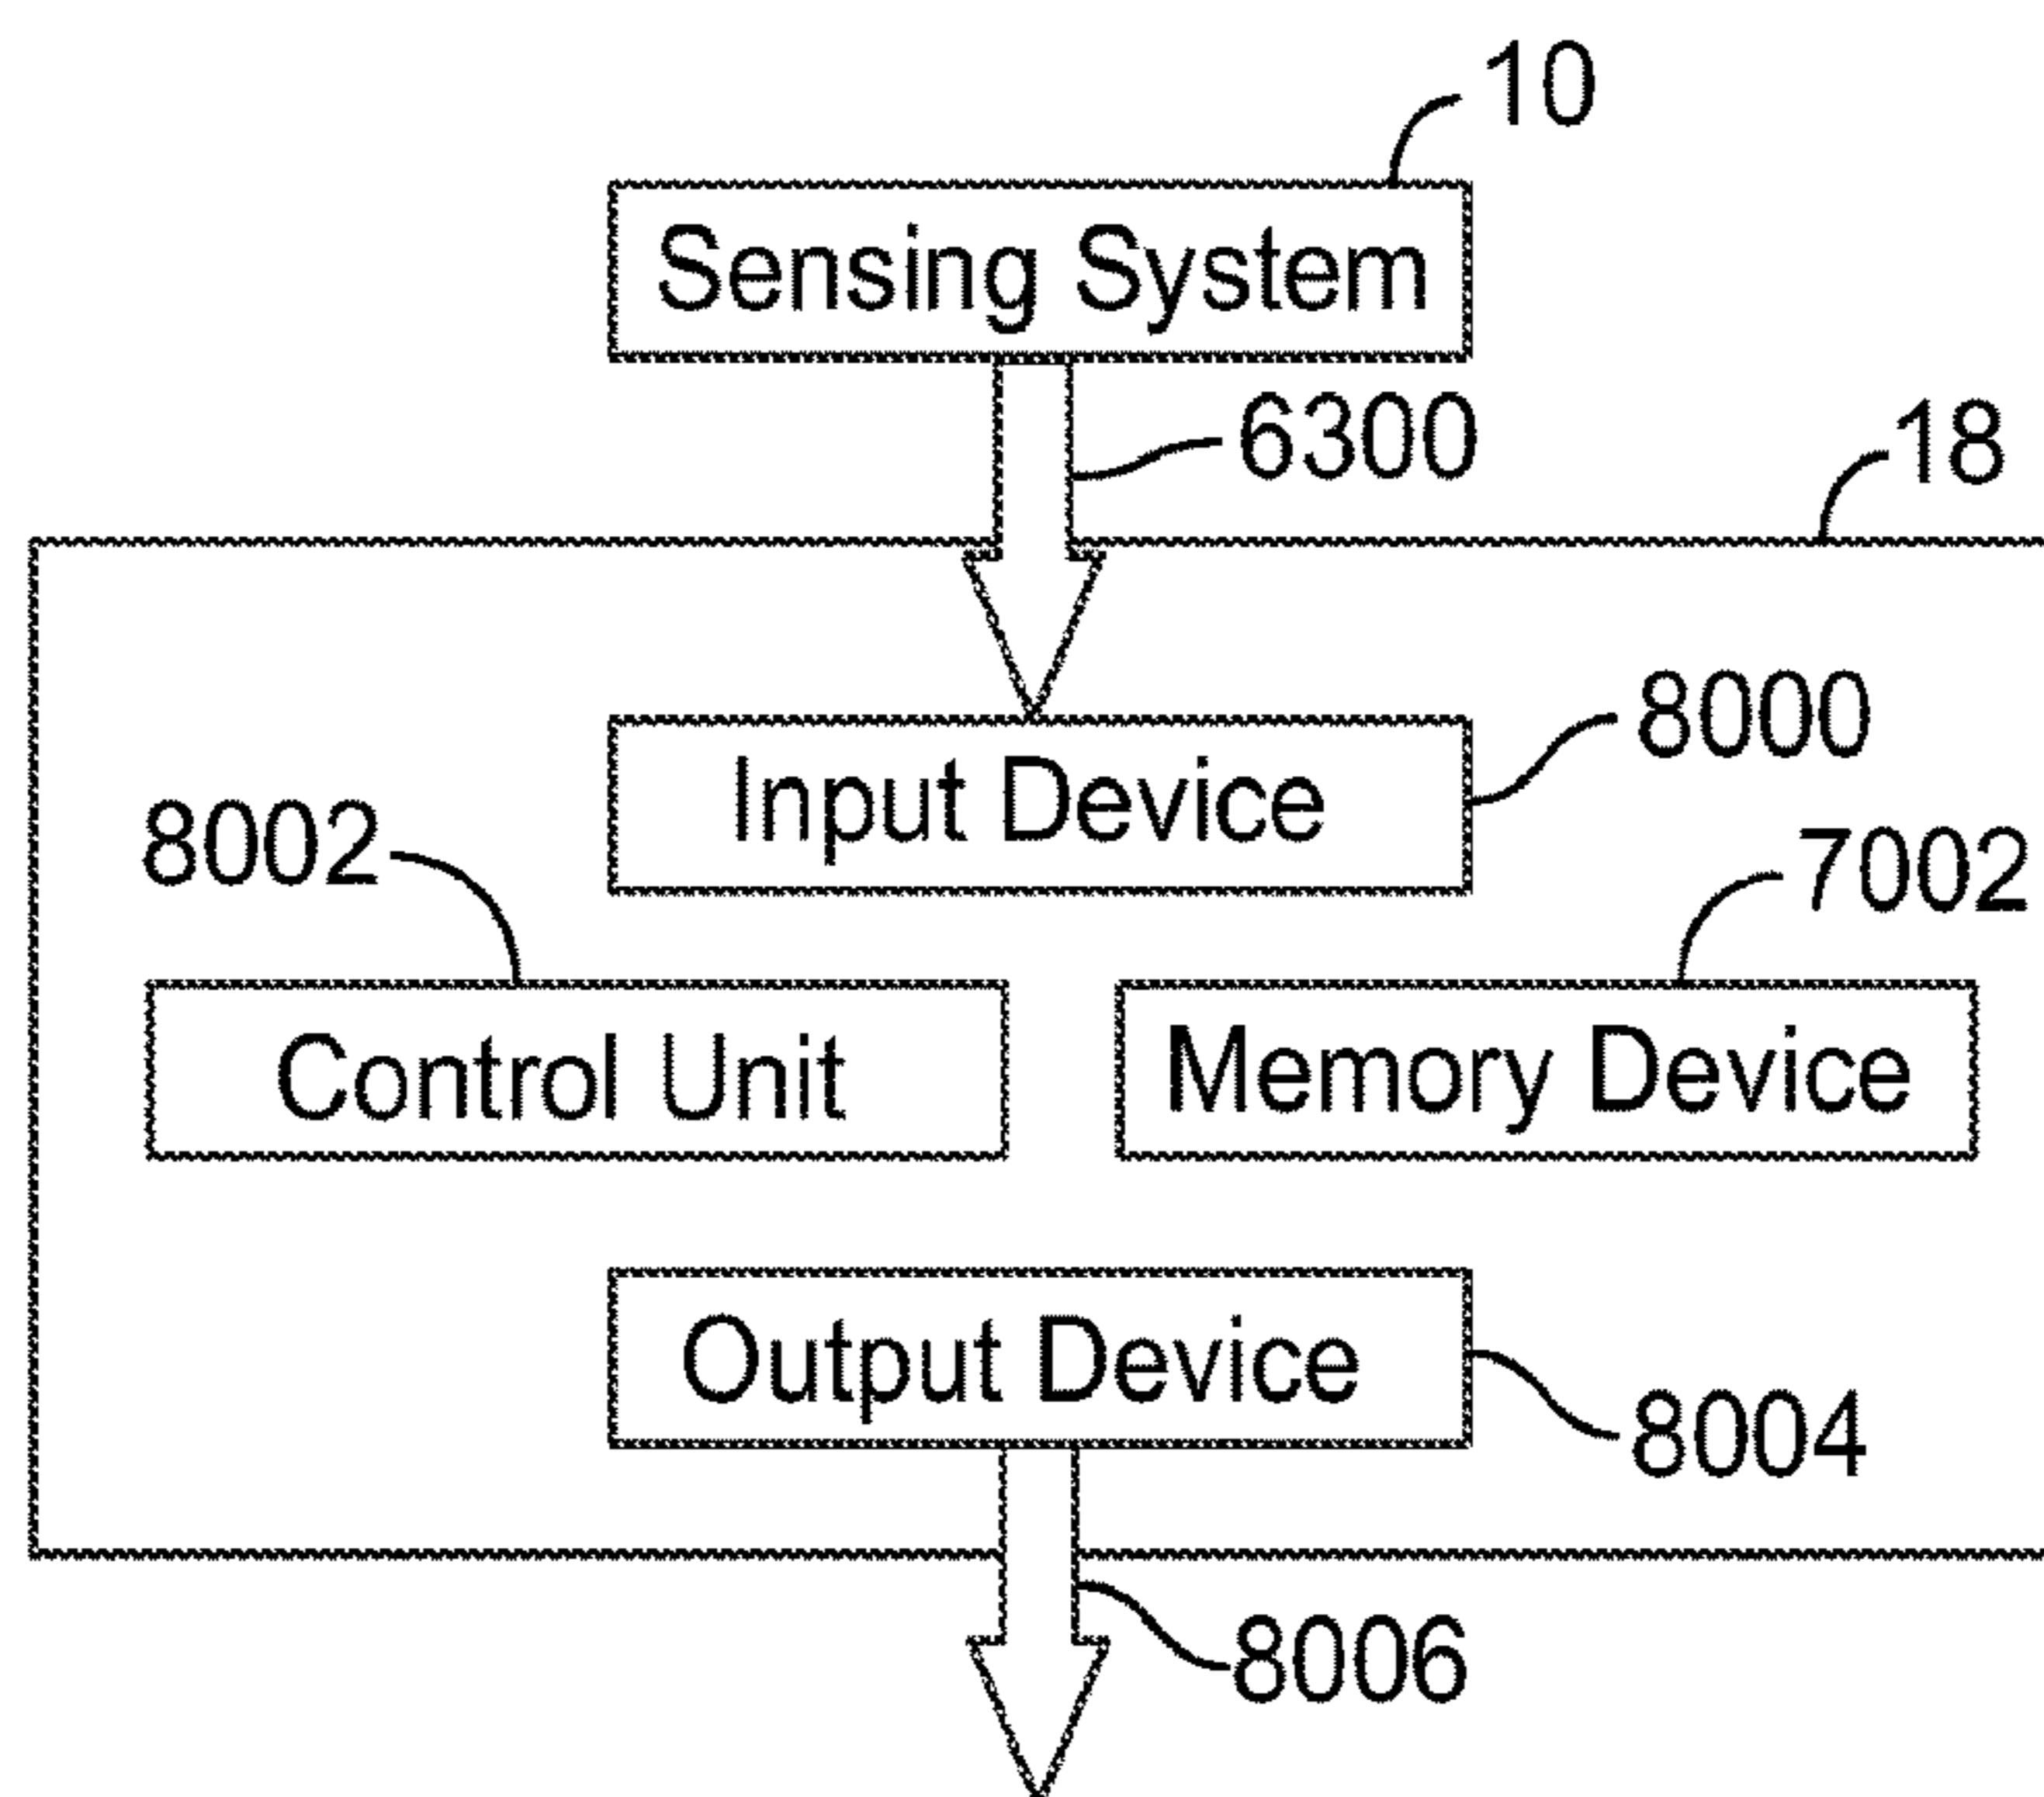 10
Sensing System
6300
18
8000
Input Device
8002
7002
Control Unit
Memory Device
Output Device
8004
8006